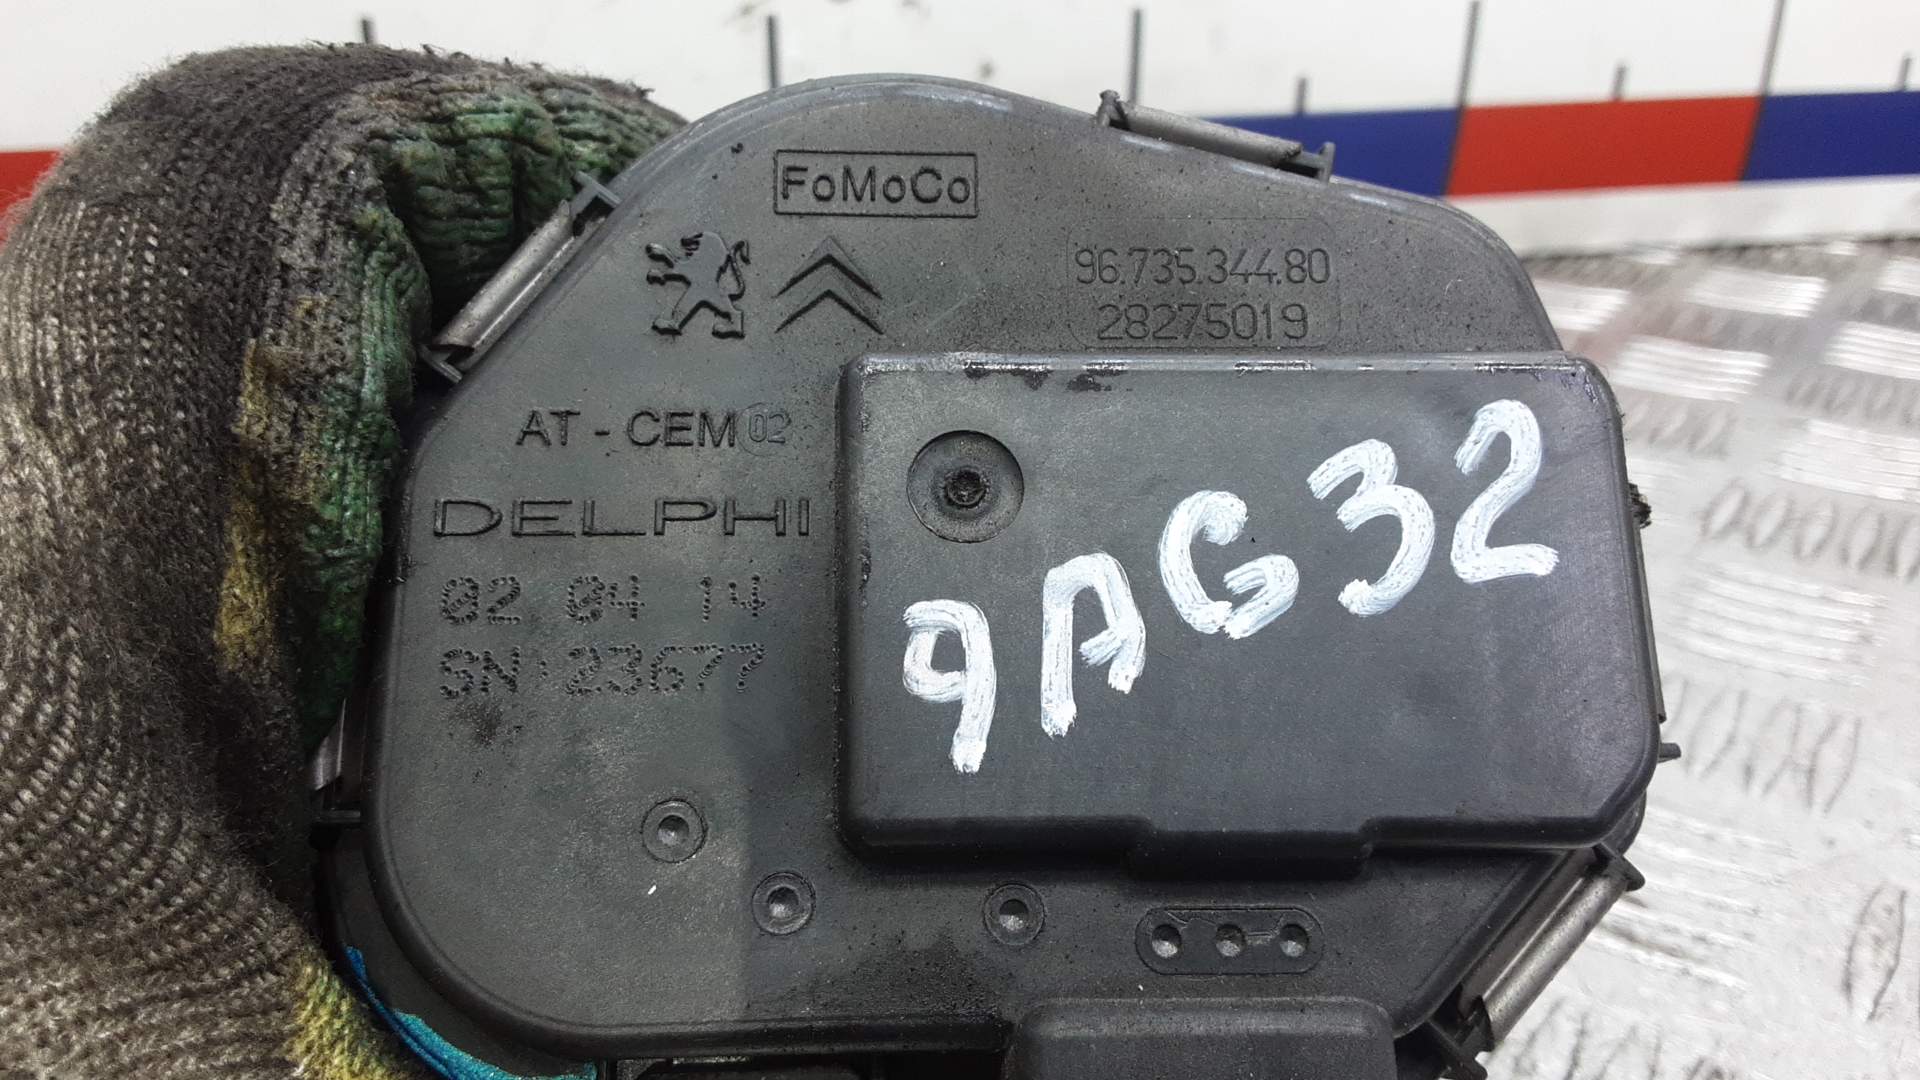 FoMoCo
96.735.344.80
28275019
AT - CEM 02
DELPHI
02 04 14
SN: 23677
9AG32